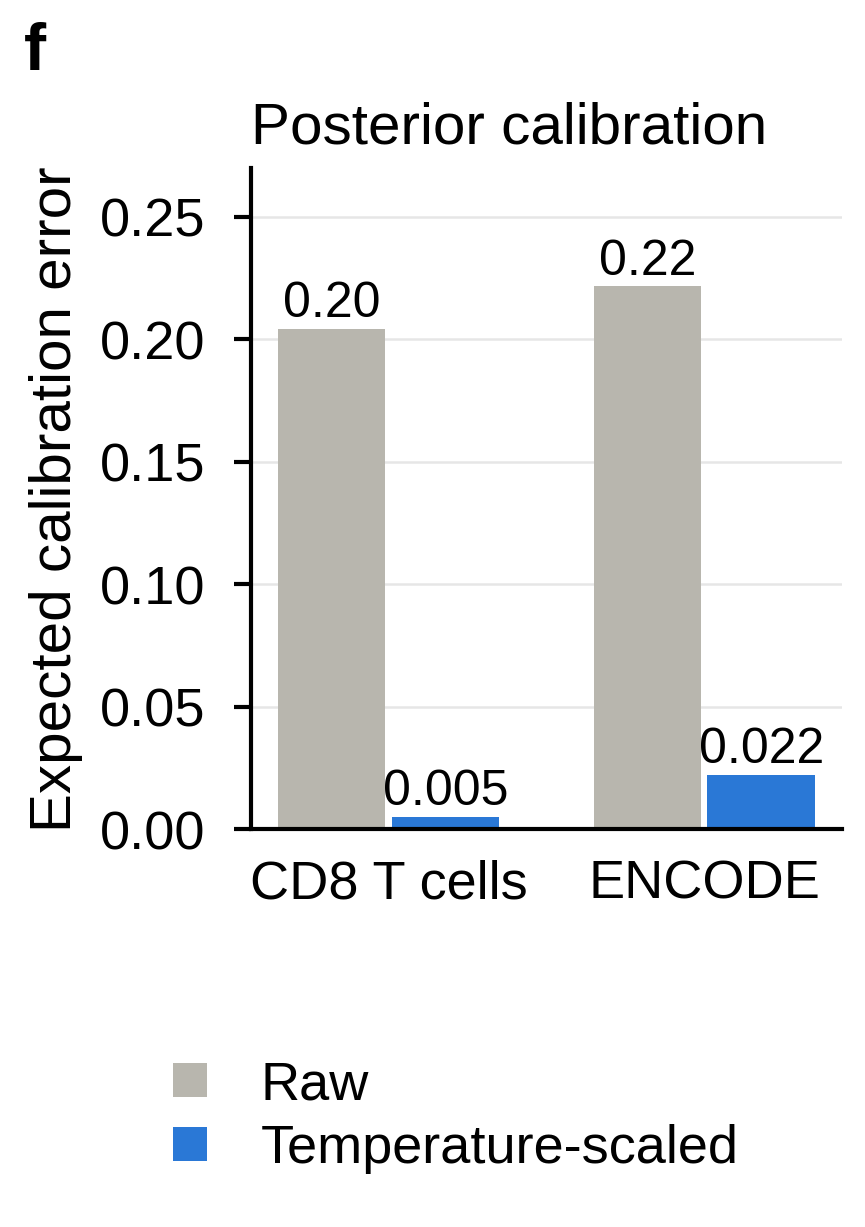 f
Posterior calibration
Expected calibration error
0.25
0.20
0.15
0.10
0.05
0.00
0.20
0.005
0.22
0.022
CD8 T cells
ENCODE
Raw
Temperature-scaled